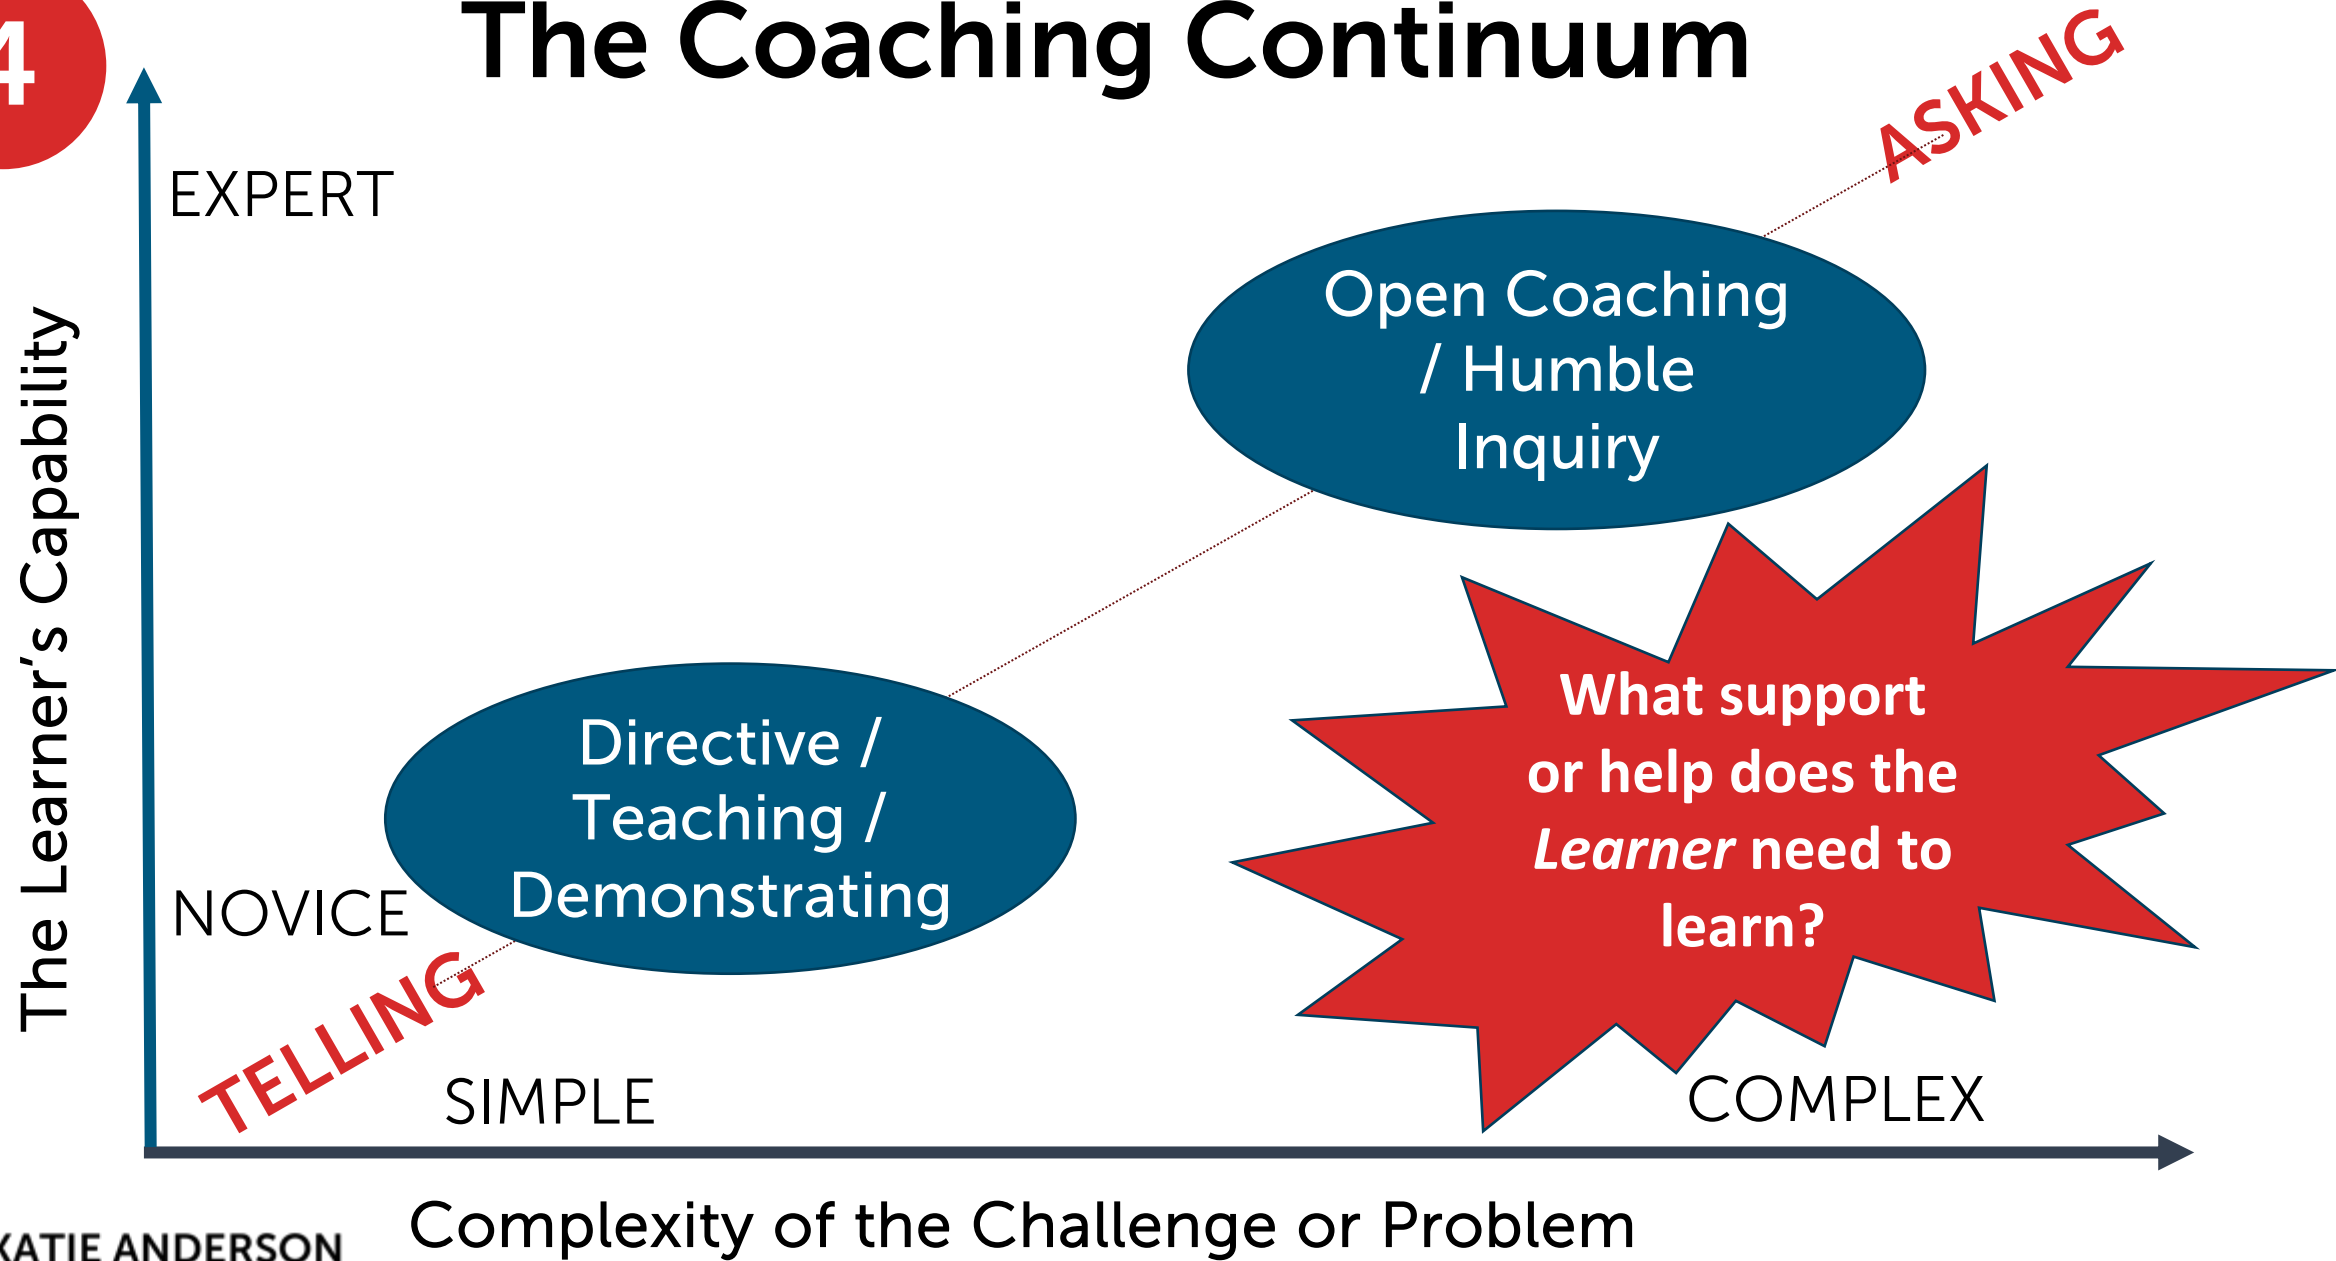 4
The Coaching Continuum
ASKING
EXPERT
The Learner's Capability
Open Coaching
/ Humble
Inquiry
Directive /
Teaching /
Demonstrating
What support
or help does the
Learner need to
learn?
NOVICE
TELLING
SIMPLE
COMPLEX
Complexity of the Challenge or Problem
KATIE ANDERSON